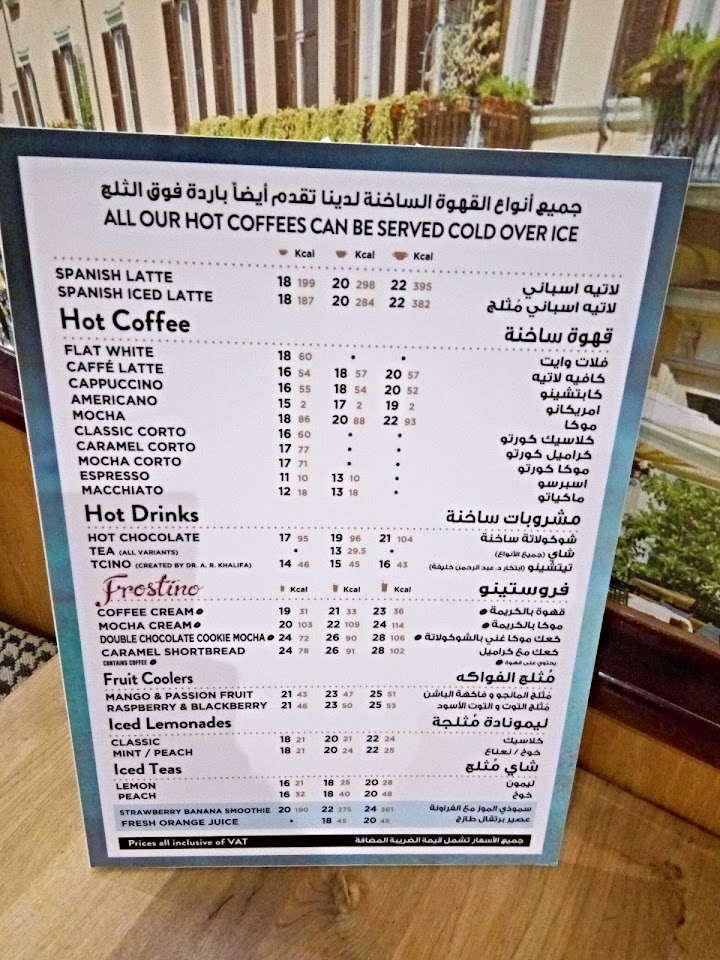 جميع أنواع القهوة الساخنة لدينا تقدم أيضاً باردة فوق الثلج
ALL OUR HOT COFFEES CAN BE SERVED COLD OVER ICE
Kcal Kcal Kcal
SPANISH LATTE 18 199 20 298 22 395 لاتيه اسباني
SPANISH ICED LATTE 18 187 20 284 22 382 لاتيه اسباني مُثلج
Hot Coffee قهوة ساخنة
FLAT WHITE 18 60 • • فلات وايت
CAFFÉ LATTE 16 54 18 57 20 57 كافيه لاتيه
CAPPUCCINO 16 55 18 54 20 52 كابتشينو
AMERICANO 15 2 17 2 19 2 امريكانو
MOCHA 18 86 20 88 22 93 موكا
CLASSIC CORTO 16 60 • • كلاسيك كورتو
CARAMEL CORTO 17 77 • • كراميل كورتو
MOCHA CORTO 17 71 • • موكا كورتو
ESPRESSO 11 10 13 10 • اسبرسو
MACCHIATO 12 18 13 18 • ماكياتو
Hot Drinks مشروبات ساخنة
HOT CHOCOLATE 17 95 19 96 21 104 شوكولاتة ساخنة
TEA (ALL VARIANTS) • 13 29.5 • شاي (جميع الأنواع)
TCINO (CREATED BY DR. A. R. KHALIFA) 14 46 15 45 16 43 تيتشينو (ابتكار د. عبد الرحمن خليفة)
Frostino Kcal Kcal Kcal فروستينو
COFFEE CREAM 19 31 21 33 23 36 قهوة بالكريمة
MOCHA CREAM 20 103 22 109 24 114 موكا بالكريمة
DOUBLE CHOCOLATE COOKIE MOCHA 24 72 26 90 28 106 كعك موكا غني بالشوكولاتة
CARAMEL SHORTBREAD 24 78 26 91 28 102 كعك مع كراميل
CONTAINS COFFEE يحتوي على قهوة
Fruit Coolers مُثلج الفواكه
MANGO & PASSION FRUIT 21 43 23 47 25 51 مُثلج المانجو و فاكهة الباشن
RASPBERRY & BLACKBERRY 21 46 23 50 25 53 مُثلج التوت و التوت الأسود
Iced Lemonades ليمونادة مُثلجة
CLASSIC 18 21 20 21 22 24 كلاسيك
MINT / PEACH 18 21 20 24 22 25 خوخ / نعناع
Iced Teas شاي مُثلج
LEMON 16 21 18 25 20 28 ليمون
PEACH 16 32 18 40 20 48 خوخ
STRAWBERRY BANANA SMOOTHIE 20 190 22 275 24 361 سموذي الموز مع الفراولة
FRESH ORANGE JUICE • 18 45 20 45 عصير برتقال طازج
Prices all inclusive of VAT جميع الأسعار تشمل قيمة الضريبة المضافة